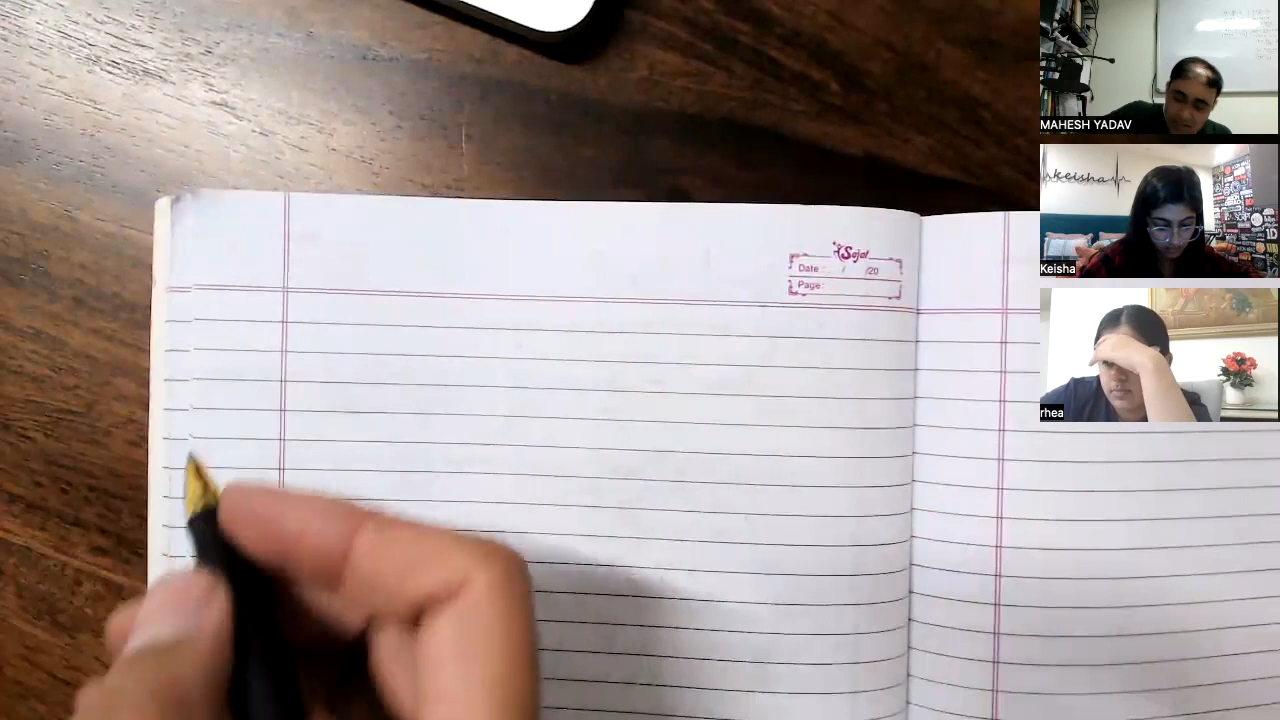 Sajal
Date : / /20
Page:
MAHESH YADAV
keisha
Keisha
rhea